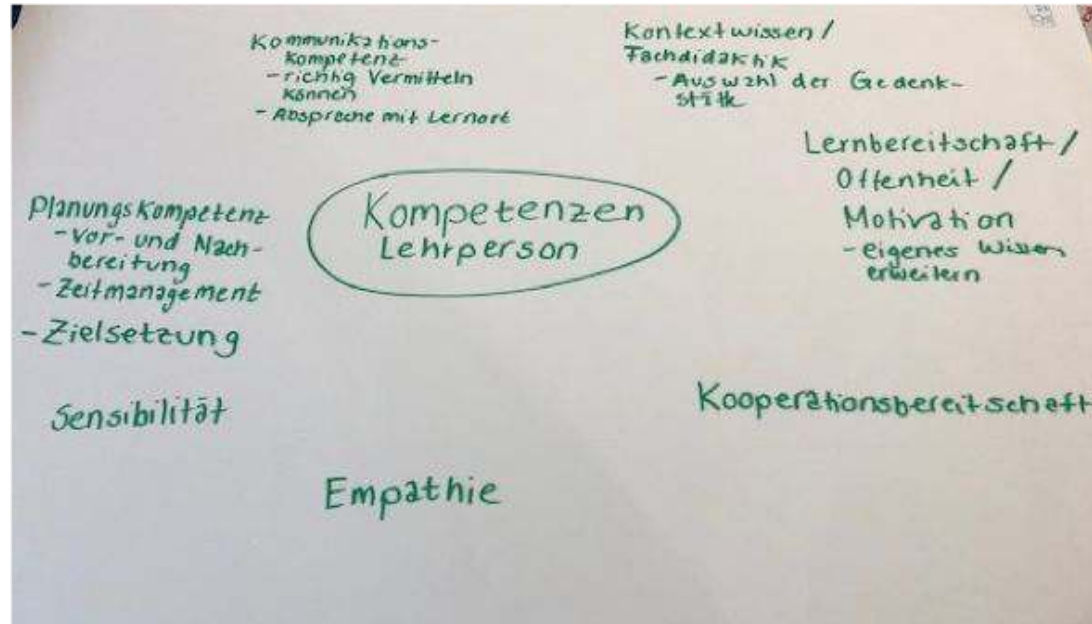 Kommunikations-
kompetenz
- richtig Vermitteln
können
- Absprache mit Lernort
Kontextwissen /
Fachdidaktik
- Auswahl der Gedenk-
stätte
Lernbereitschaft /
Offenheit /
Motivation
- eigenes Wissen
erweitern
Kompetenzen
Lehrperson
Planungskompetenz
- Vor- und Nach-
bereitung
- Zeitmanagement
- Zielsetzung
Sensibilität
Kooperationsbereitschaft
Empathie